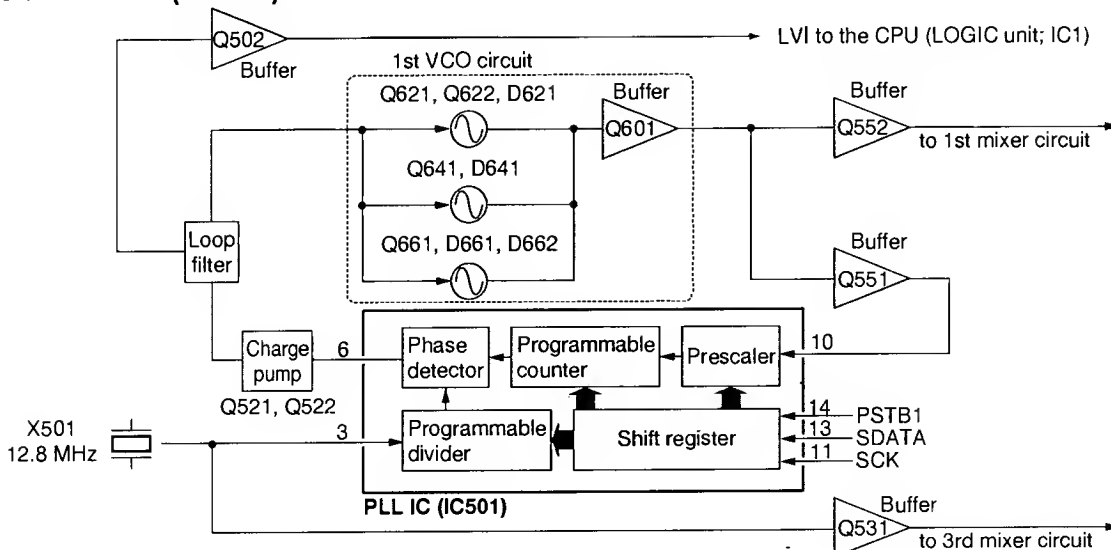 Q502
Buffer
LVI to the CPU (LOGIC unit; IC1)
1st VCO circuit
Q621, Q622, D621
Buffer
Q601
Buffer
Q552
to 1st mixer circuit
Q641, D641
Loop
filter
Q661, D661, D662
Buffer
Q551
Charge
pump
Q521, Q522
6
Phase
detector
Programmable
counter
Prescaler
10
X501
12.8 MHz
3
Programmable
divider
Shift register
14
PSTB1
13
SDATA
11
SCK
PLL IC (IC501)
Buffer
Q531
to 3rd mixer circuit